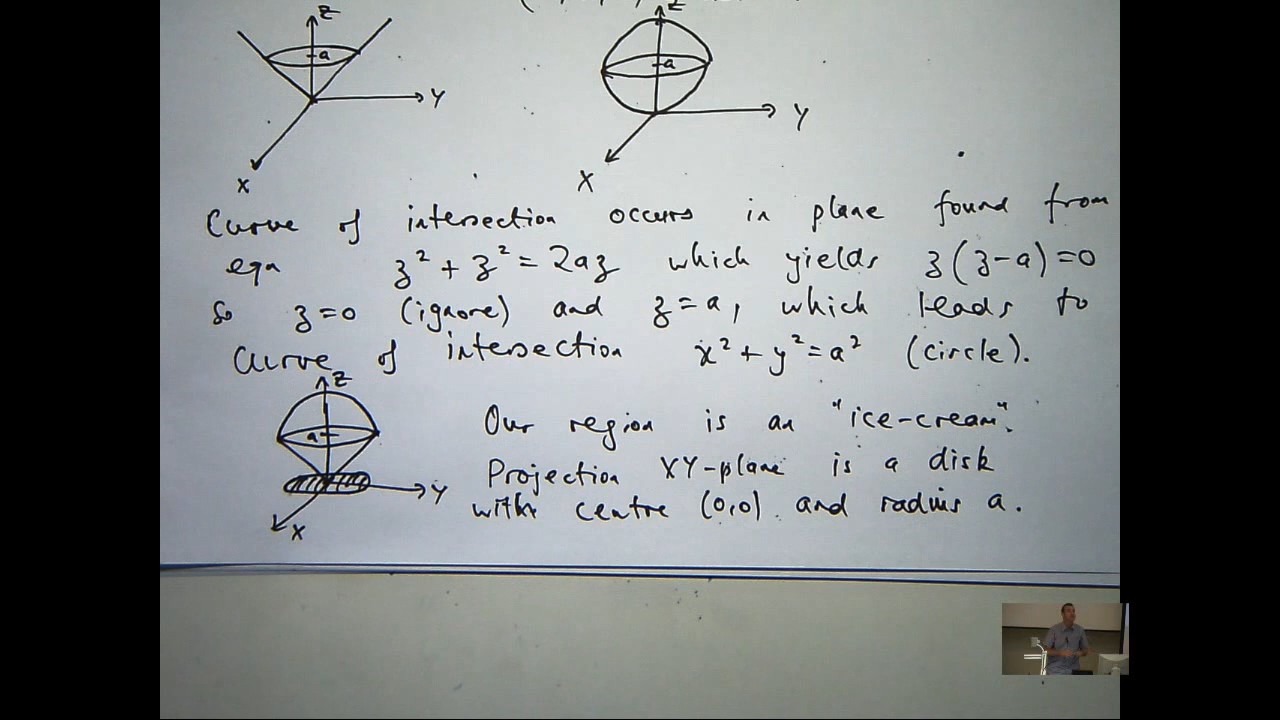 z
z
a
a
Y
Y
X
X
Curve of intersection occurs in plane found from
eqn z² + z² = 2az which yields z(z-a)=0
So z=0 (ignore) and z=a, which leads to
Curve of intersection x² + y² = a² (circle).
z
a
Y
X
Our region is an "ice-cream".
Projection XY-plane is a disk
with centre (0,0) and radius a.